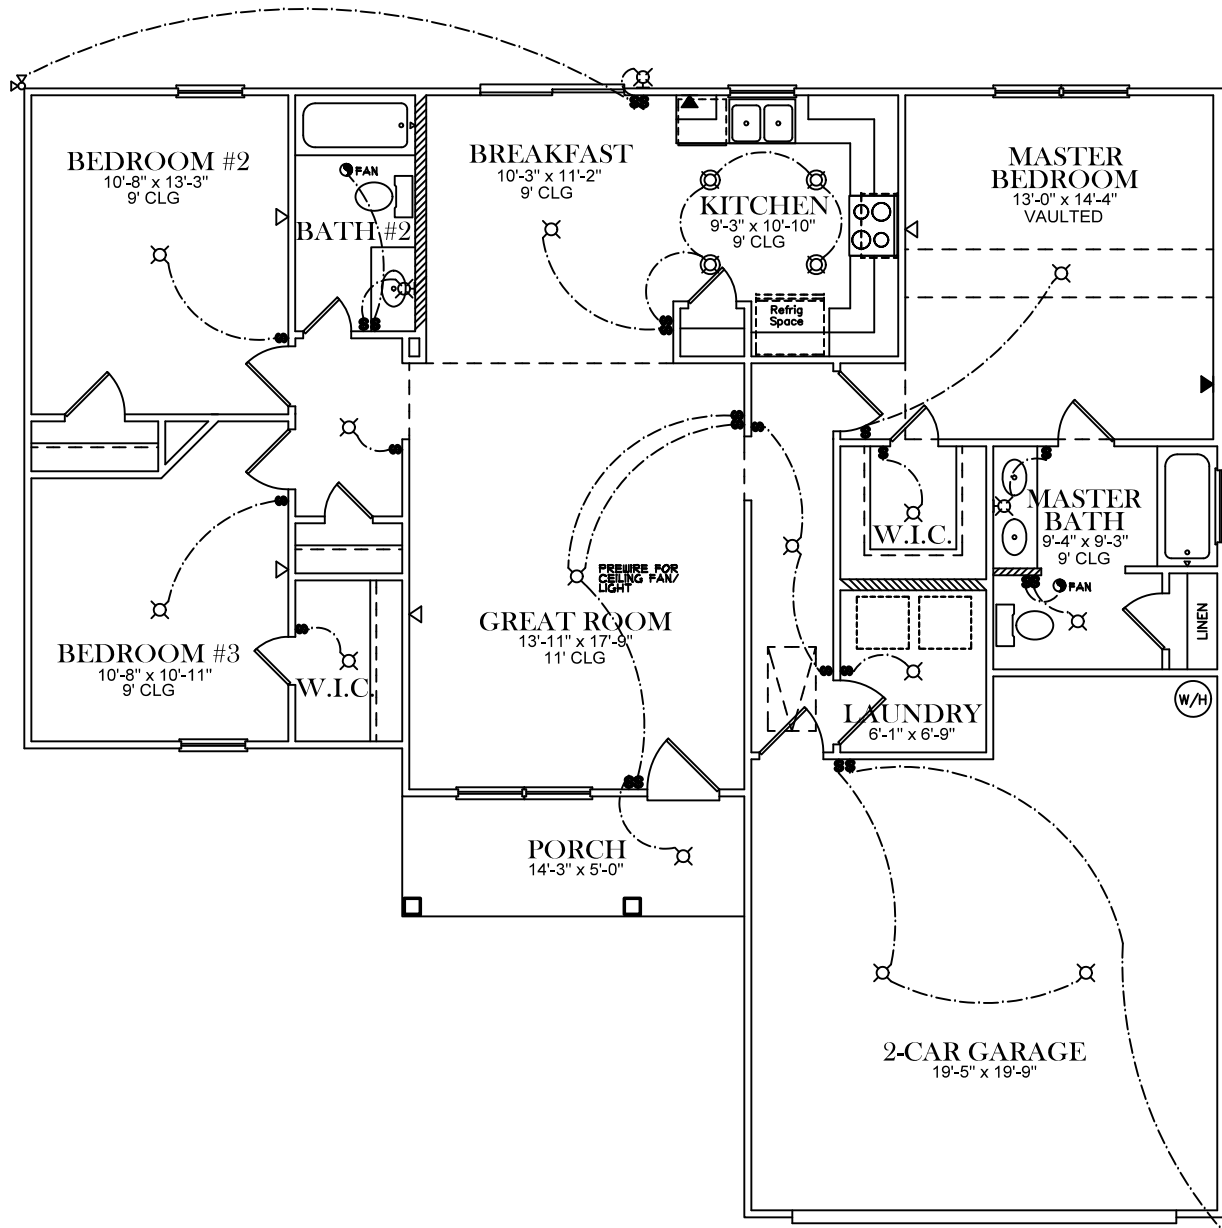 BEDROOM #2
10'-8" x 13'-3"
9' CLG
FAN
BATH #2
BREAKFAST
10'-3" x 11'-2"
9' CLG
KITCHEN
9'-3" x 10'-10"
9' CLG
Refrig
Space
MASTER
BEDROOM
13'-0" x 14'-4"
VAULTED
W.I.C.
MASTER
BATH
9'-4" x 9'-3"
9' CLG
FAN
LINEN
PREWIRE FOR
CEILING FAN/
LIGHT
GREAT ROOM
13'-11" x 17'-9"
11' CLG
BEDROOM #3
10'-8" x 10'-11"
9' CLG
W.I.C.
LAUNDRY
6'-1" x 6'-9"
W/H
PORCH
14'-3" x 5'-0"
2-CAR GARAGE
19'-5" x 19'-9"